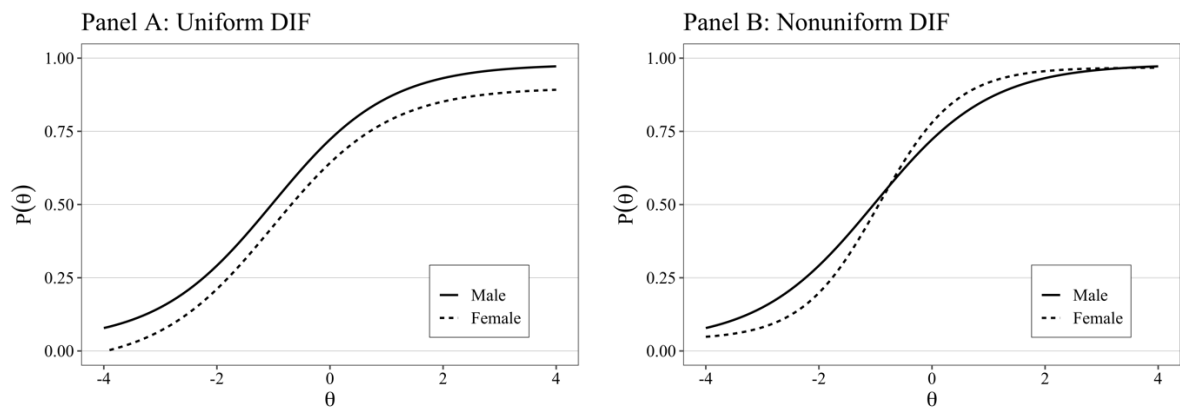 Panel A: Uniform DIF
1.00
0.75
0.50
0.25
0.00
P(θ)
Male
Female
-4
-2
0
2
4
θ
Panel B: Nonuniform DIF
1.00
0.75
0.50
0.25
0.00
P(θ)
Male
Female
-4
-2
0
2
4
θ